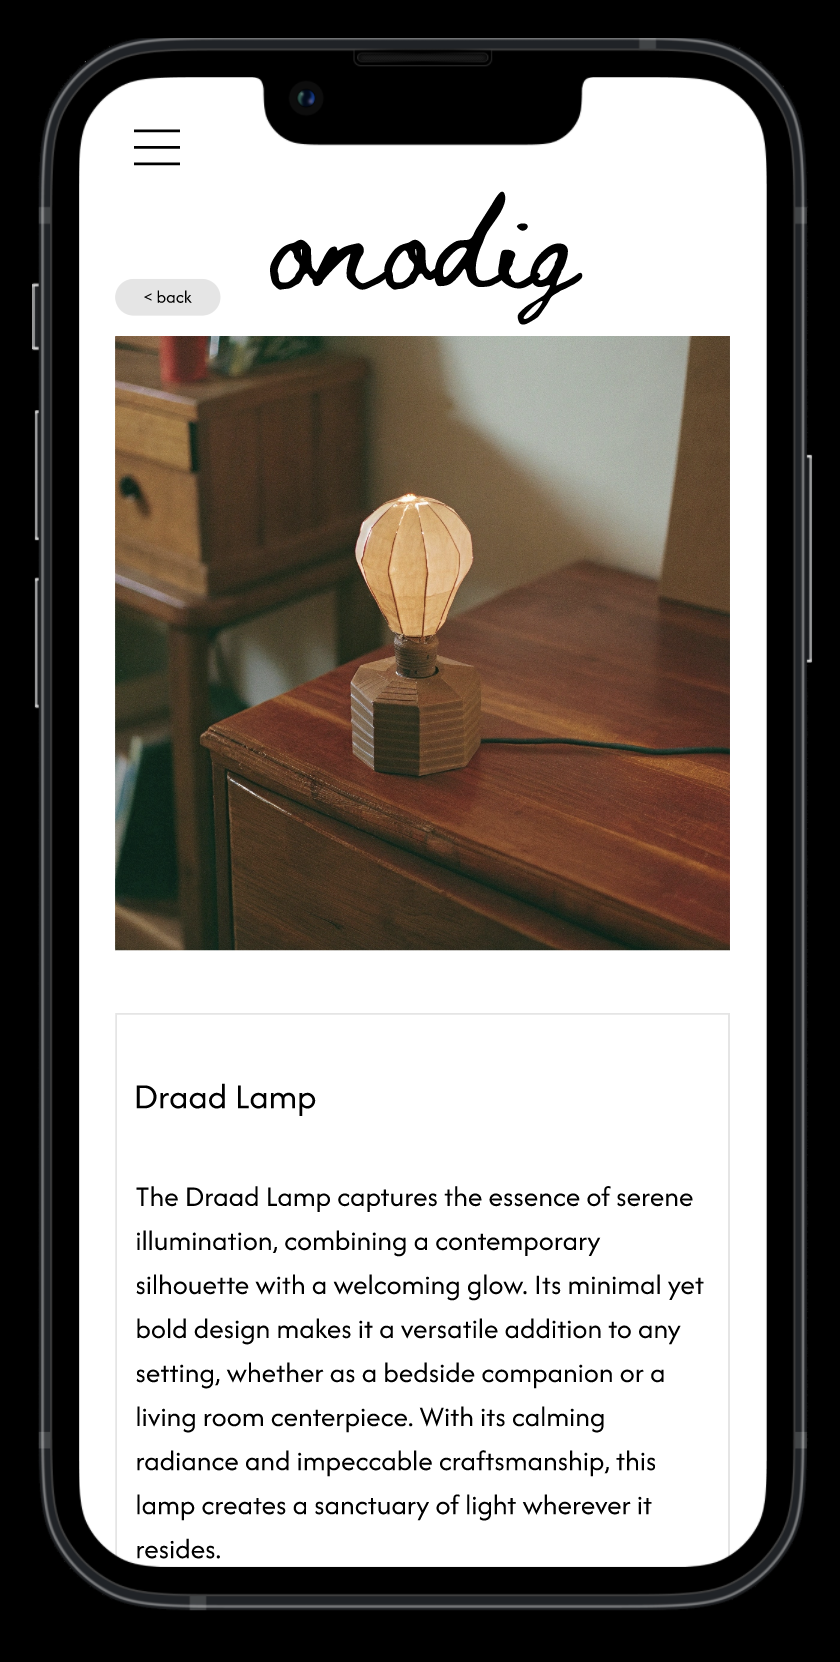 onodig
< back
Draad Lamp
The Draad Lamp captures the essence of serene
illumination, combining a contemporary
silhouette with a welcoming glow. Its minimal yet
bold design makes it a versatile addition to any
setting, whether as a bedside companion or a
living room centerpiece. With its calming
radiance and impeccable craftsmanship, this
lamp creates a sanctuary of light wherever it
resides.